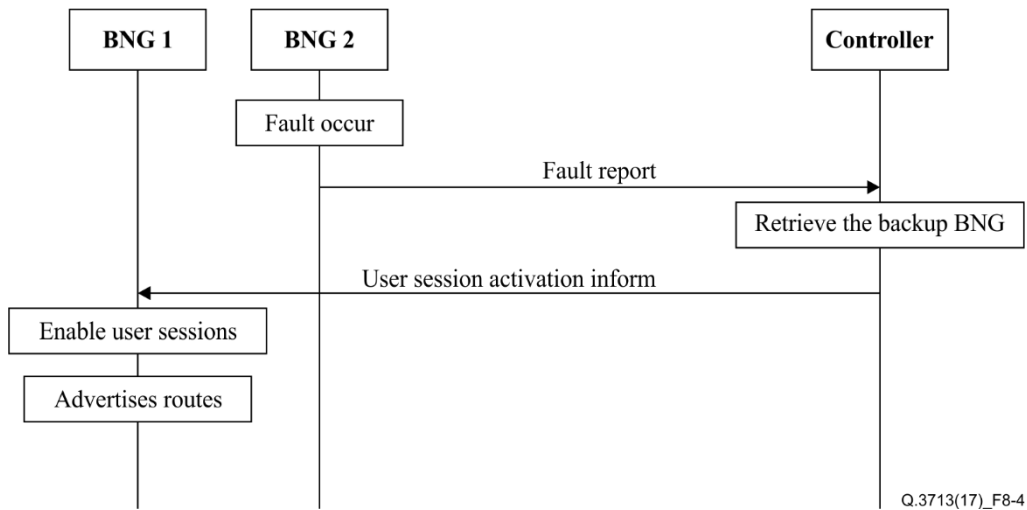 BNG 1
BNG 2
Controller
Fault occur
Fault report
Retrieve the backup BNG
User session activation inform
Enable user sessions
Advertises routes
Q.3713(17)_F8-4